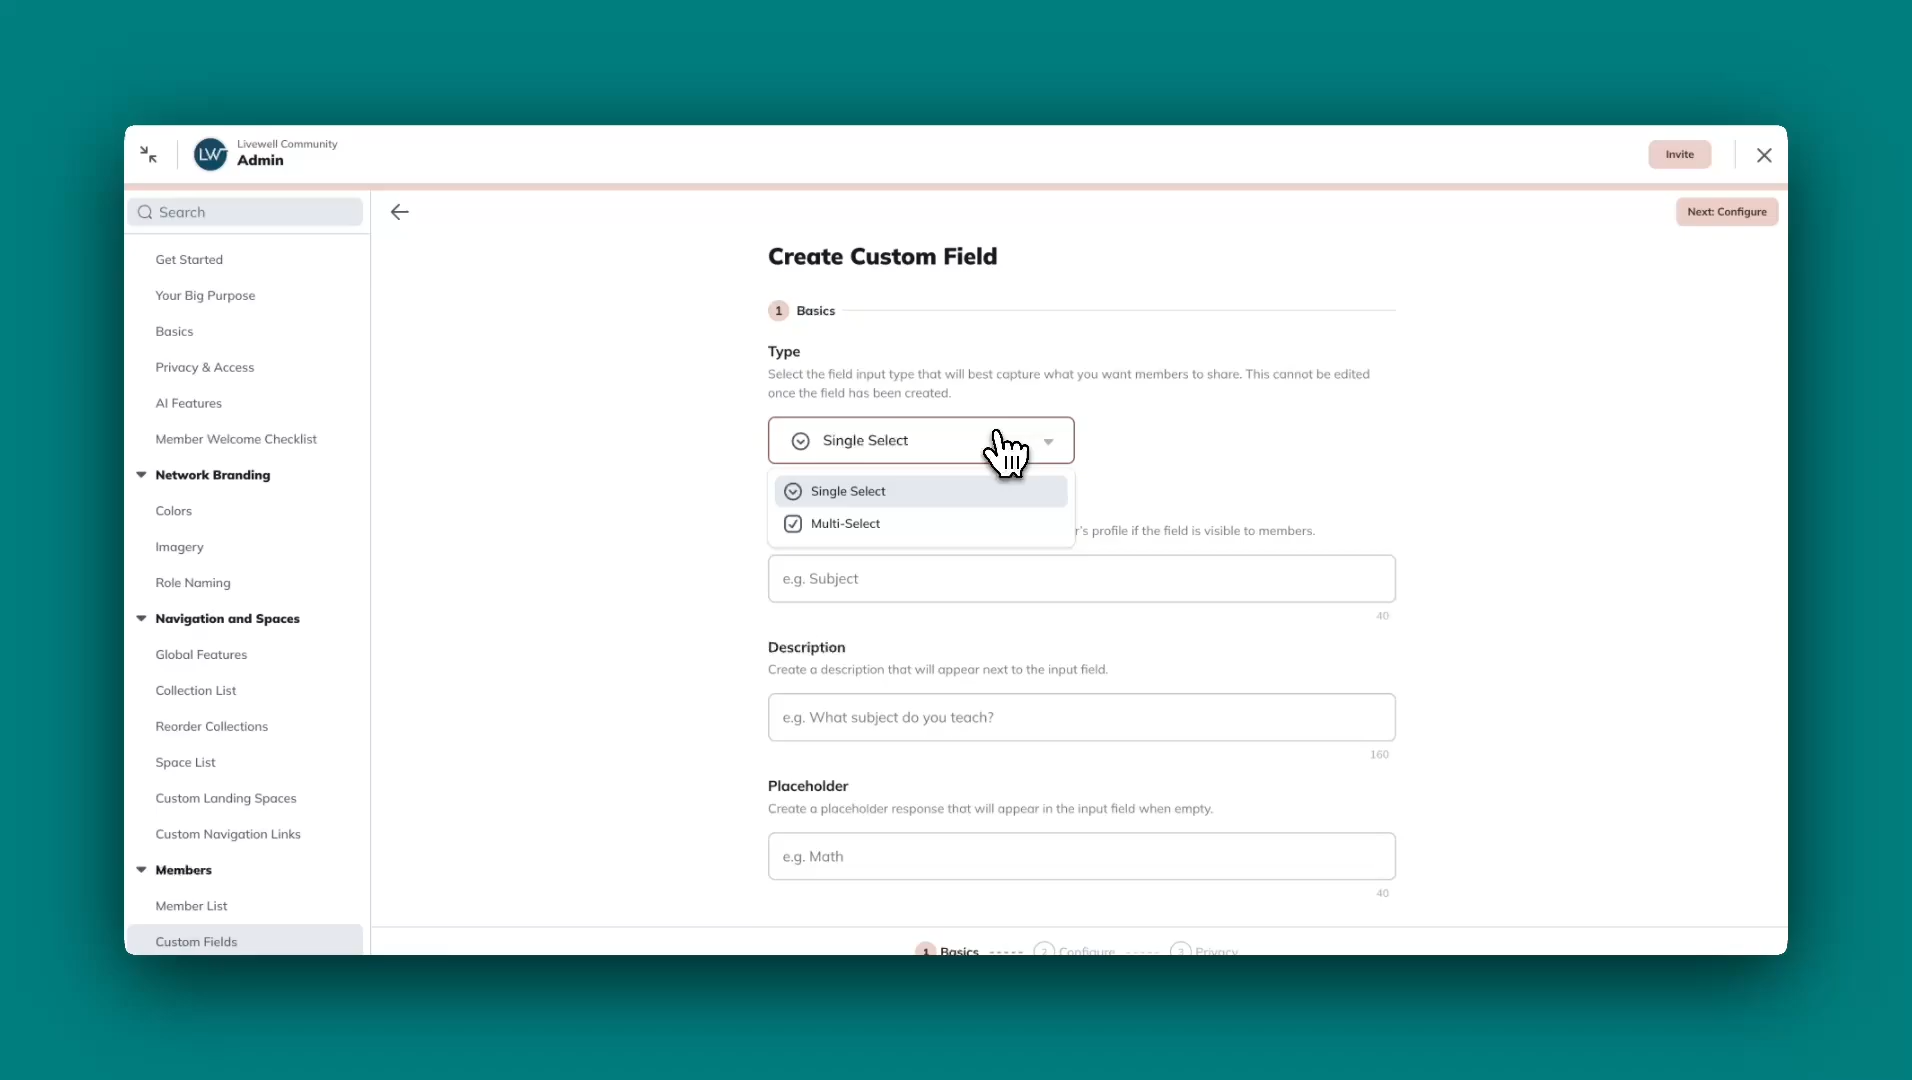 LW
Livewell Community
Admin
Invite
Search
Next: Configure
Get Started
Your Big Purpose
Basics
Privacy & Access
AI Features
Member Welcome Checklist
Network Branding
Colors
Imagery
Role Naming
Navigation and Spaces
Global Features
Collection List
Reorder Collections
Space List
Custom Landing Spaces
Custom Navigation Links
Members
Member List
Custom Fields
Create Custom Field
1 Basics
Type
Select the field input type that will best capture what you want members to share. This cannot be edited
once the field has been created.
Single Select
Single Select
Multi-Select
r's profile if the field is visible to members.
e.g. Subject
40
Description
Create a description that will appear next to the input field.
e.g. What subject do you teach?
160
Placeholder
Create a placeholder response that will appear in the input field when empty.
e.g. Math
40
1 Basics ----- 2 Configure ----- 3 Privacy